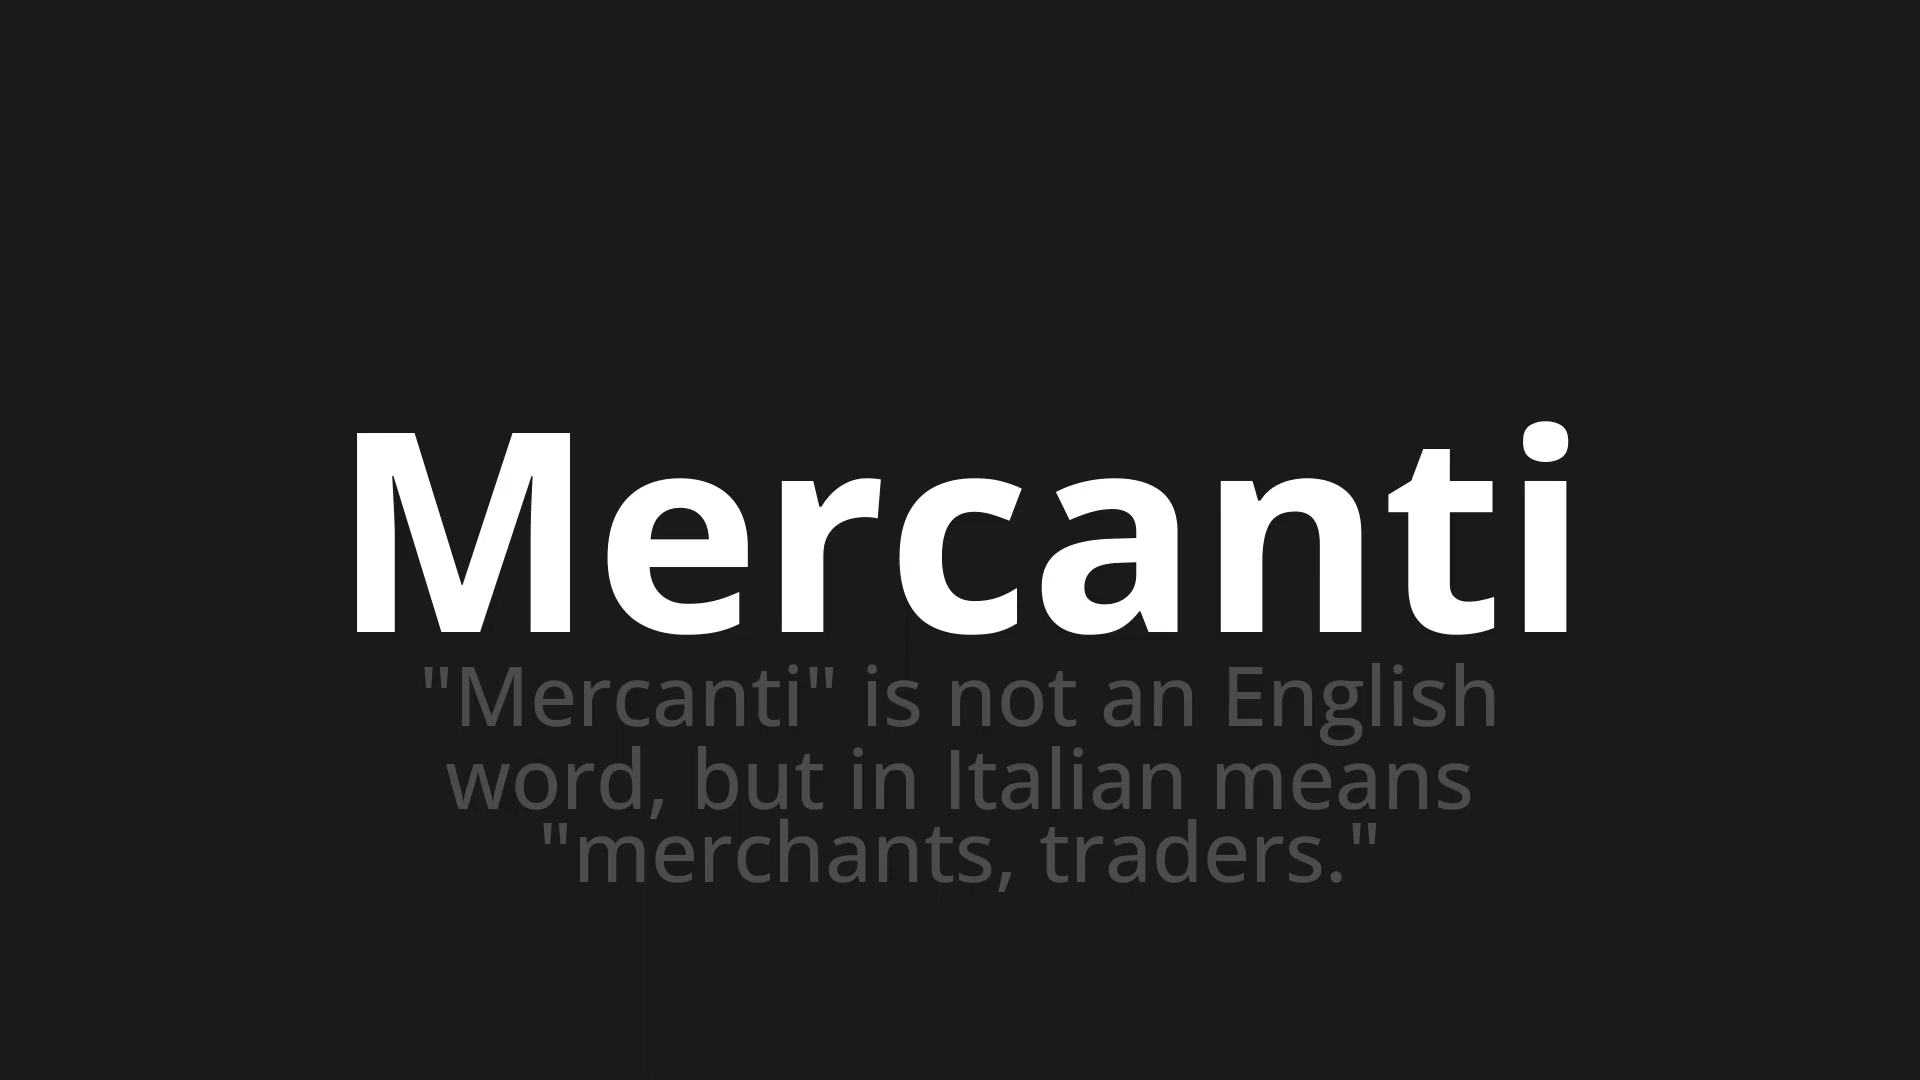 Mercanti
"Mercanti" is not an English
word, but in Italian means
"merchants, traders."